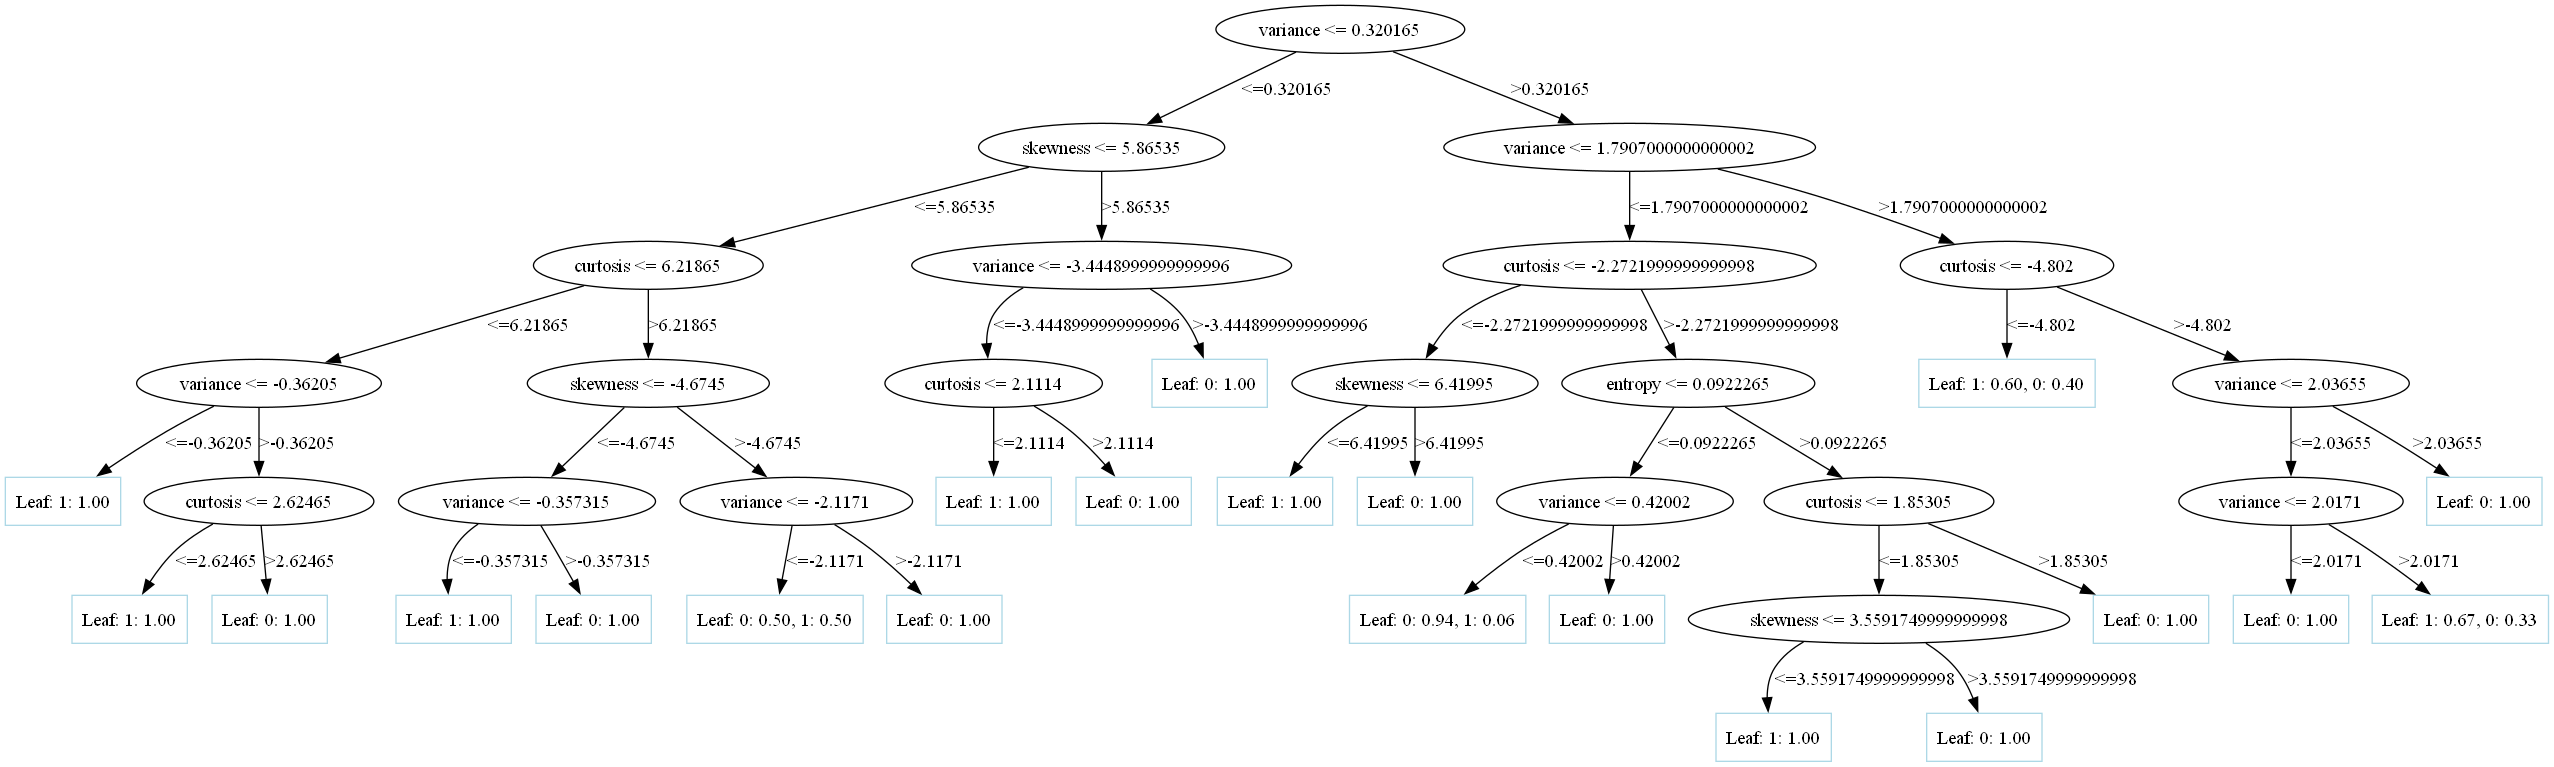 variance <= 0.320165
<=0.320165
>0.320165
skewness <= 5.86535
variance <= 1.7907000000000002
<=5.86535
>5.86535
<=1.7907000000000002
>1.7907000000000002
curtosis <= 6.21865
variance <= -3.4448999999999996
curtosis <= -2.2721999999999998
curtosis <= -4.802
<=6.21865
>6.21865
<=-3.4448999999999996
>-3.4448999999999996
<=-2.2721999999999998
>-2.2721999999999998
<=-4.802
>-4.802
variance <= -0.36205
skewness <= -4.6745
curtosis <= 2.1114
Leaf: 0: 1.00
skewness <= 6.41995
entropy <= 0.0922265
Leaf: 1: 0.60, 0: 0.40
variance <= 2.03655
<=-0.36205
>-0.36205
<=-4.6745
>-4.6745
<=2.1114
>2.1114
<=6.41995
>6.41995
<=0.0922265
>0.0922265
<=2.03655
>2.03655
Leaf: 1: 1.00
curtosis <= 2.62465
variance <= -0.357315
variance <= -2.1171
Leaf: 1: 1.00
Leaf: 0: 1.00
Leaf: 1: 1.00
Leaf: 0: 1.00
variance <= 0.42002
curtosis <= 1.85305
variance <= 2.0171
Leaf: 0: 1.00
<=2.62465
>2.62465
<=-0.357315
>-0.357315
<=-2.1171
>-2.1171
<=0.42002
>0.42002
<=1.85305
>1.85305
<=2.0171
>2.0171
Leaf: 1: 1.00
Leaf: 0: 1.00
Leaf: 1: 1.00
Leaf: 0: 1.00
Leaf: 0: 0.50, 1: 0.50
Leaf: 0: 1.00
Leaf: 0: 0.94, 1: 0.06
Leaf: 0: 1.00
skewness <= 3.5591749999999998
Leaf: 0: 1.00
Leaf: 0: 1.00
Leaf: 1: 0.67, 0: 0.33
<=3.5591749999999998
>3.5591749999999998
Leaf: 1: 1.00
Leaf: 0: 1.00